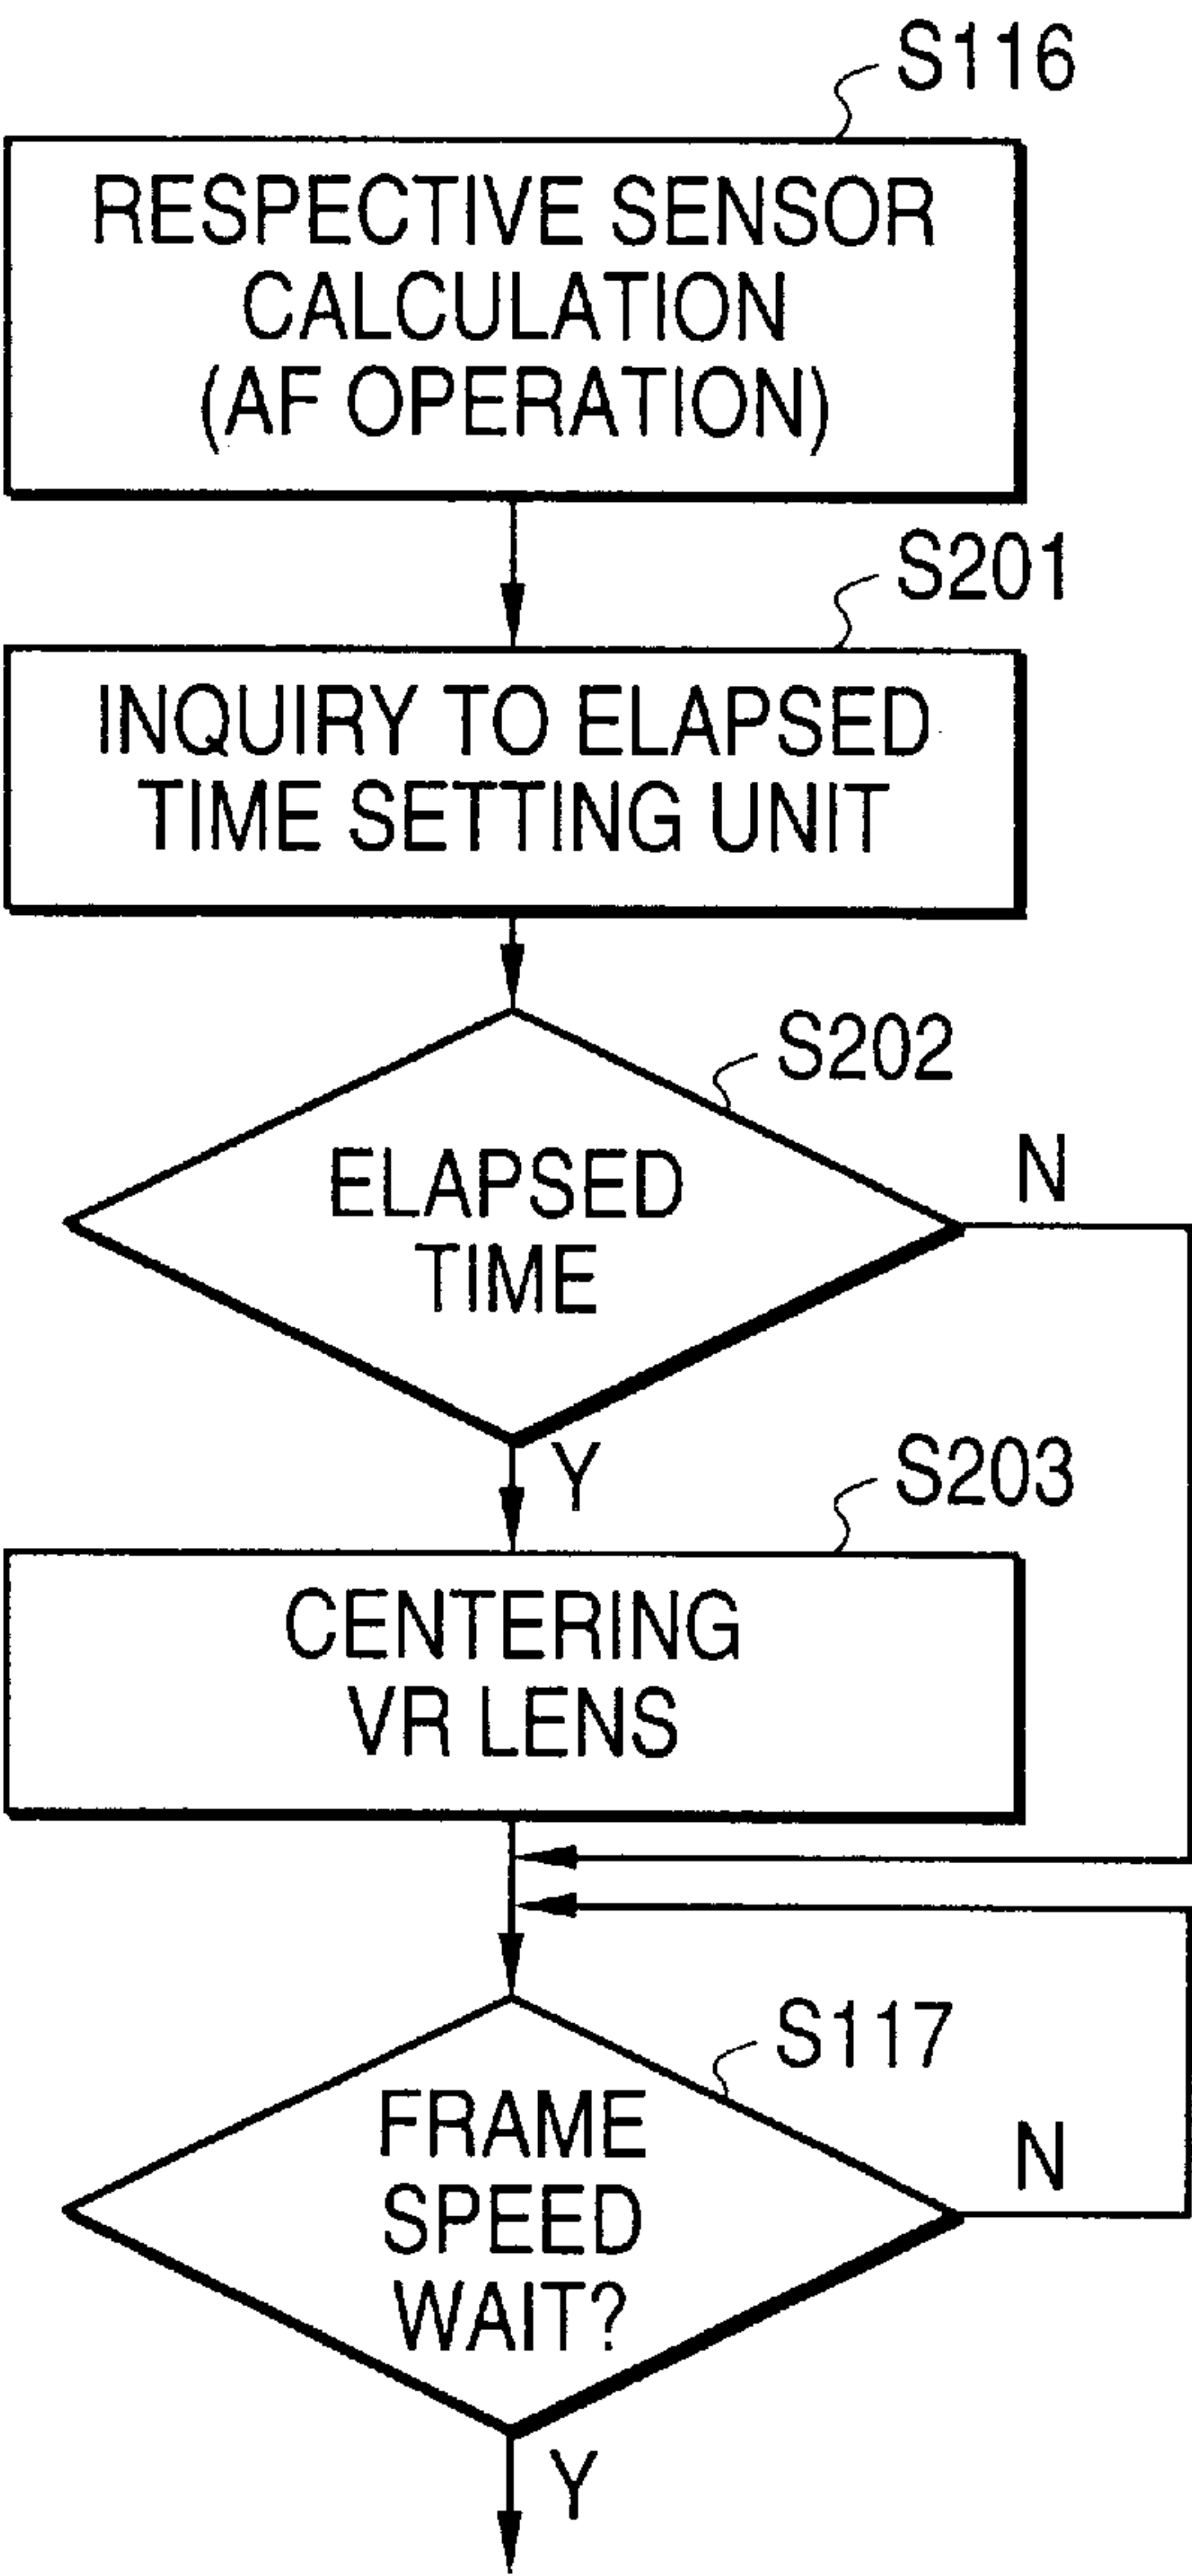 S116
RESPECTIVE SENSOR
CALCULATION
(AF OPERATION)
S201
INQUIRY TO ELAPSED
TIME SETTING UNIT
S202
ELAPSED
TIME
N
Y
S203
CENTERING
VR LENS
S117
FRAME
SPEED
WAIT?
N
Y